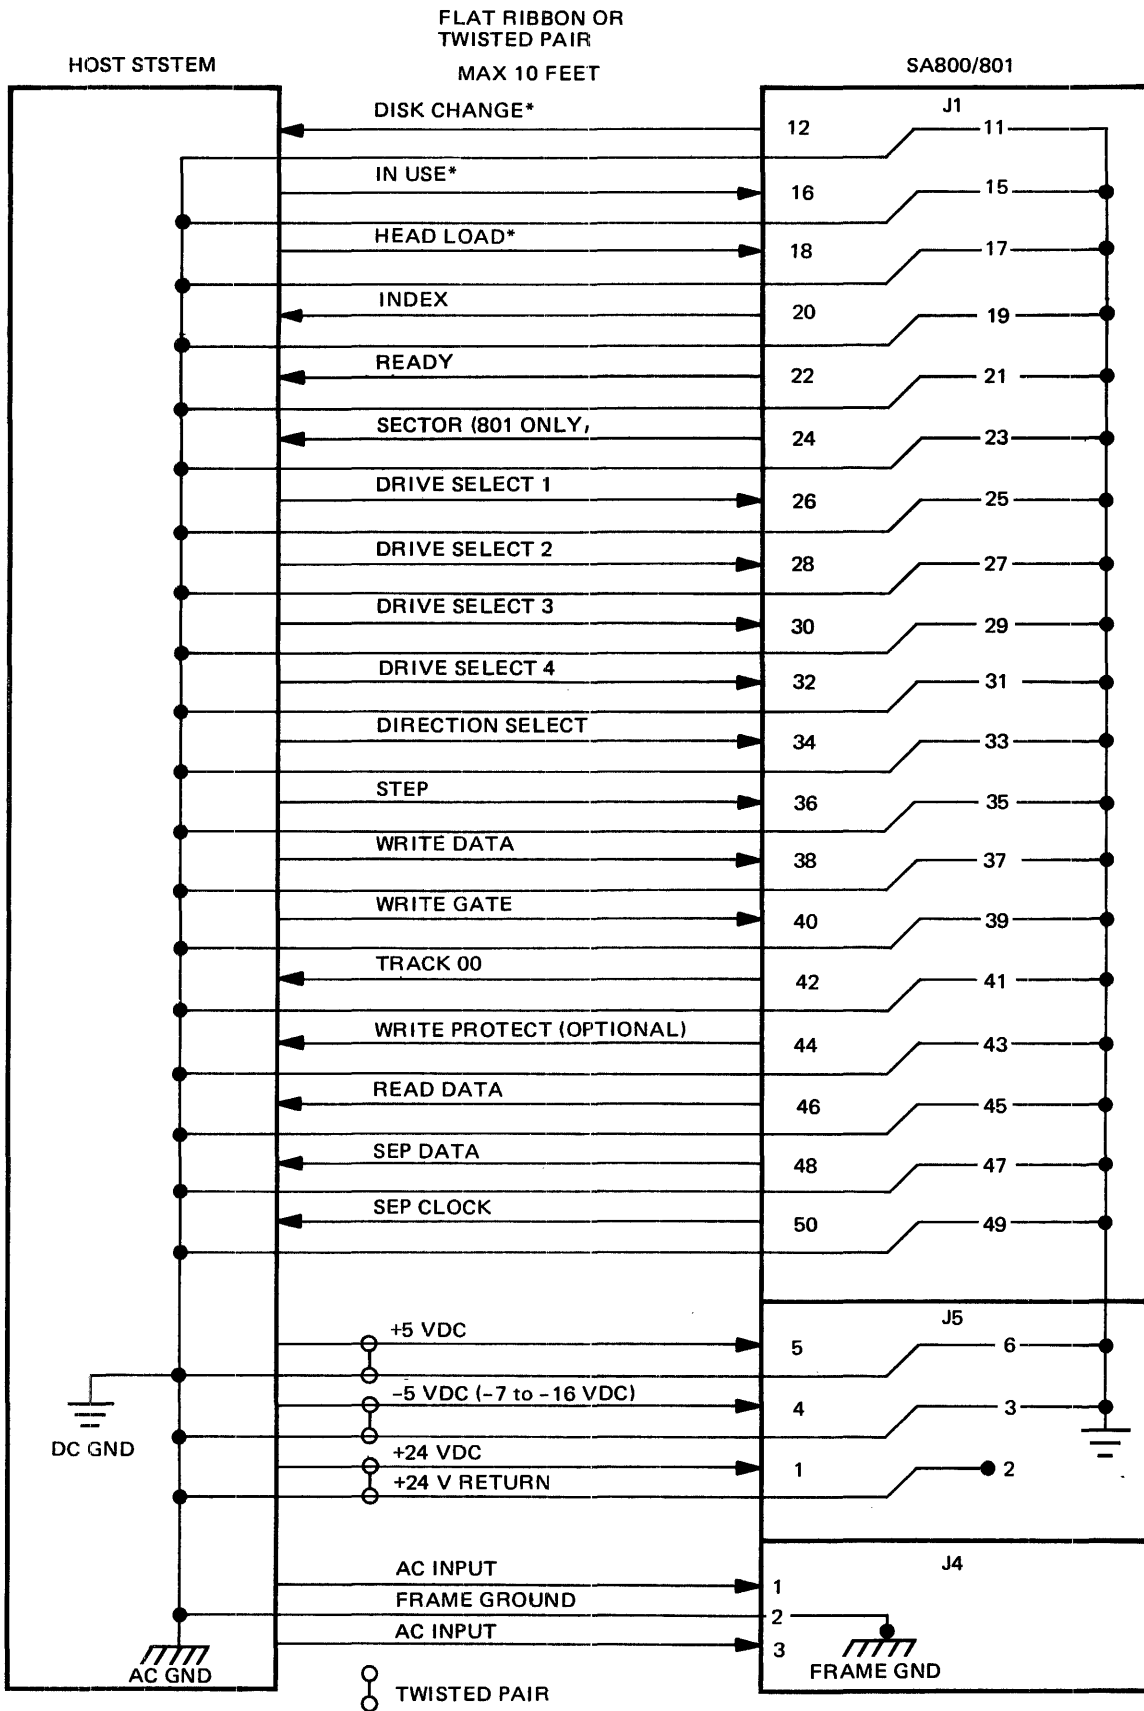 FLAT RIBBON OR
TWISTED PAIR
HOST STSTEM
MAX 10 FEET
SA800/801
J1
DISK CHANGE*
12
11
IN USE*
16
15
HEAD LOAD*
18
17
INDEX
20
19
READY
22
21
SECTOR (801 ONLY,
24
23
DRIVE SELECT 1
26
25
DRIVE SELECT 2
28
27
DRIVE SELECT 3
30
29
DRIVE SELECT 4
32
31
DIRECTION SELECT
34
33
STEP
36
35
WRITE DATA
38
37
WRITE GATE
40
39
TRACK 00
42
41
WRITE PROTECT (OPTIONAL)
44
43
READ DATA
46
45
SEP DATA
48
47
SEP CLOCK
50
49
J5
+5 VDC
5
6
-5 VDC (-7 to -16 VDC)
4
3
DC GND
+24 VDC
1
2
+24 V RETURN
J4
AC INPUT
1
FRAME GROUND
2
AC INPUT
3
AC GND
FRAME GND
TWISTED PAIR